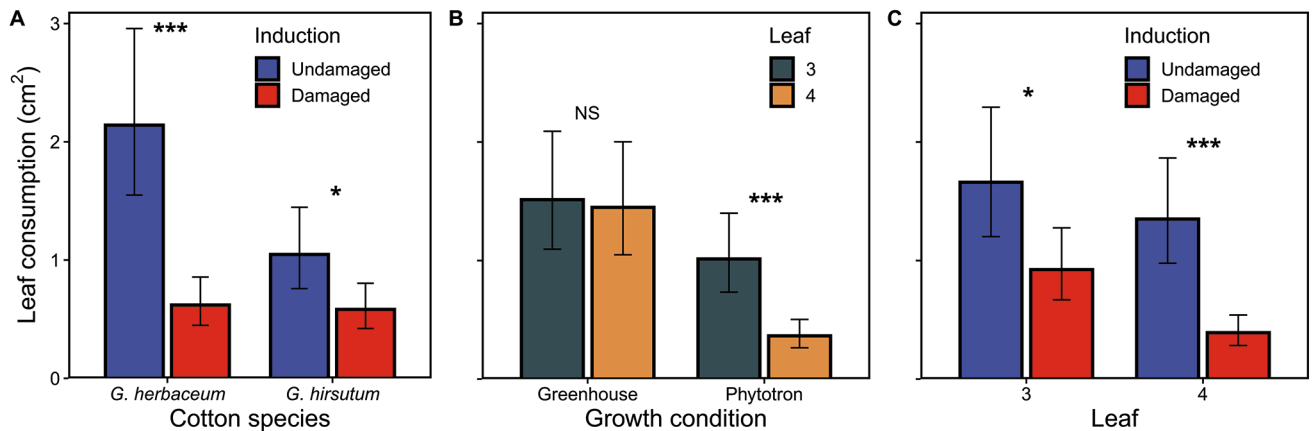 A
***
Induction
Undamaged
Damaged
*
3
2
1
0
Leaf consumption (cm²)
G. herbaceum
G. hirsutum
Cotton species
B
Leaf
3
4
NS
***
Greenhouse
Phytotron
Growth condition
C
Induction
Undamaged
Damaged
*
***
3
4
Leaf